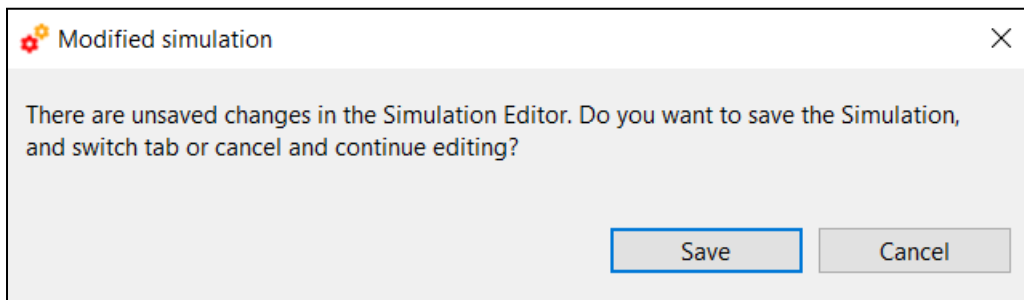 Modified simulation
There are unsaved changes in the Simulation Editor. Do you want to save the Simulation,
and switch tab or cancel and continue editing?
Save
Cancel